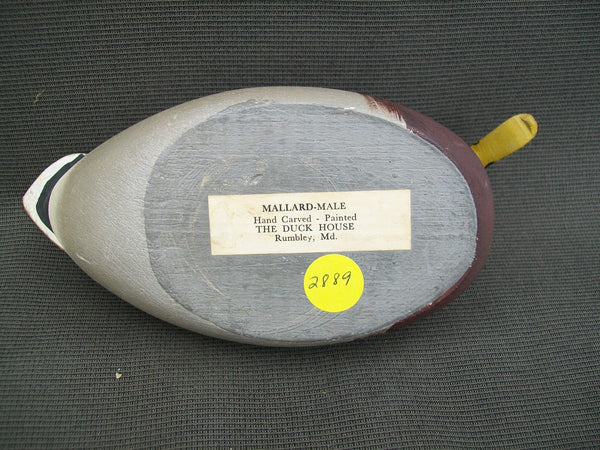 MALLARD-MALE
Hand Carved - Painted
THE DUCK HOUSE
Rumbley, Md.
2889